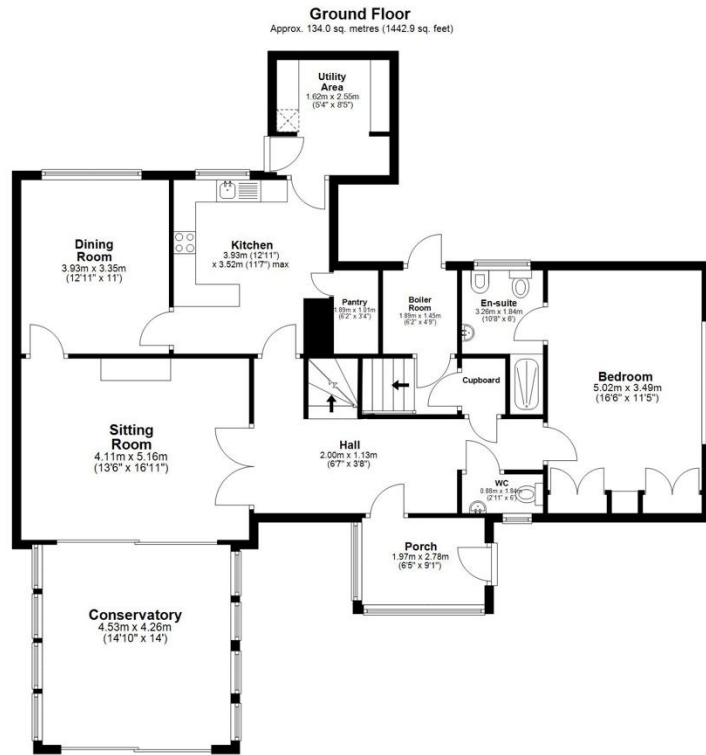 Ground Floor
Approx. 134.0 sq. metres (1442.9 sq. feet)
Utility
Area
1.62m x 2.55m
(5'4" x 8'5")
Dining
Room
3.93m x 3.35m
(12'11" x 11')
Kitchen
3.93m (12'11")
x 3.52m (11'7") max
Pantry
1.89m x 1.01m
(6'2" x 3'4")
Boiler
Room
1.89m x 1.45m
(6'2" x 4'9")
En-suite
3.26m x 1.84m
(10'8" x 6')
Bedroom
5.02m x 3.49m
(16'6" x 11'5")
Cupboard
Sitting
Room
4.11m x 5.16m
(13'6" x 16'11")
Hall
2.00m x 1.13m
(6'7" x 3'8")
WC
0.88m x 1.84m
(2'11" x 6')
Porch
1.97m x 2.78m
(6'5" x 9'1")
Conservatory
4.53m x 4.26m
(14'10" x 14')